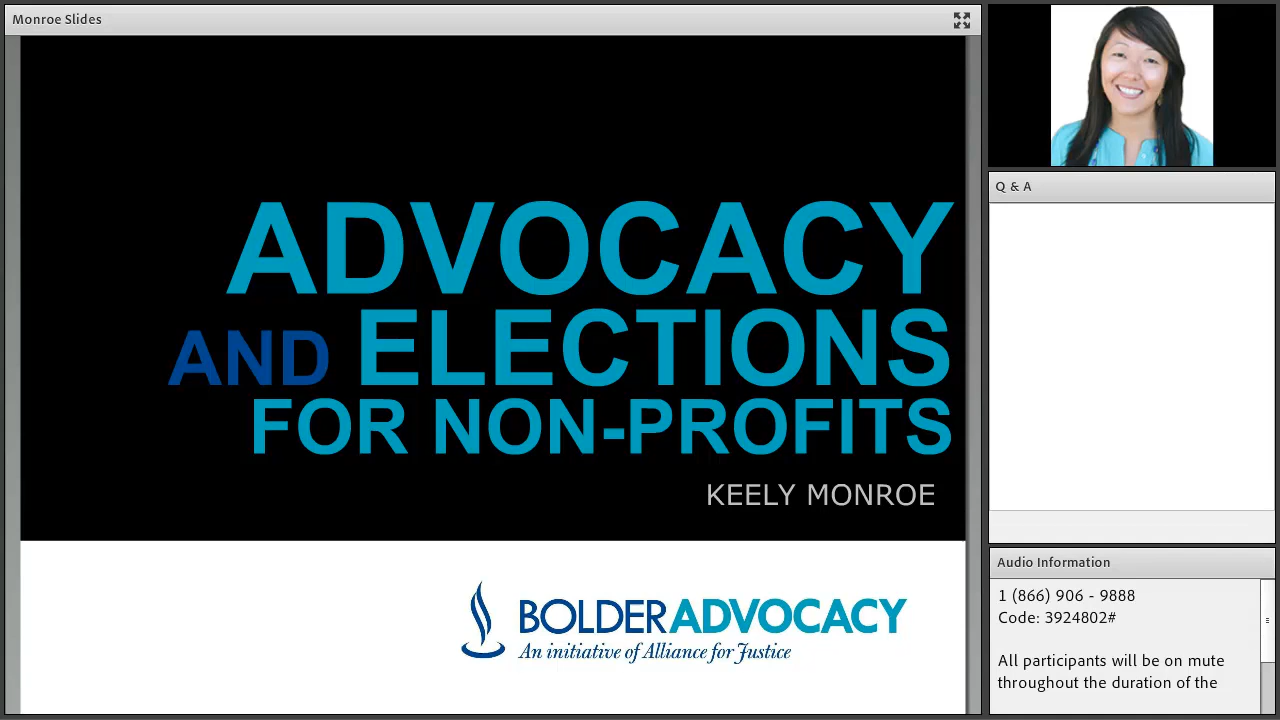 Monroe Slides
ADVOCACY
AND ELECTIONS
FOR NON-PROFITS
KEELY MONROE
BOLDERADVOCACY
An initiative of Alliance for Justice
Q & A
Audio Information
1 (866) 906 - 9888
Code: 3924802#
All participants will be on mute
throughout the duration of the